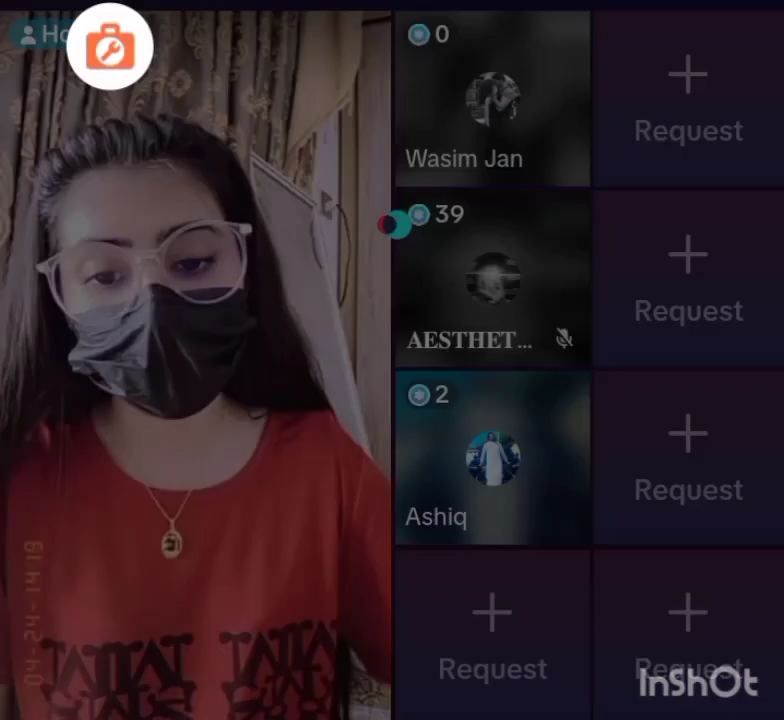 Ho
0
Wasim Jan
Request
39
AESTHET...
Request
2
Ashiq
Request
Request
Request
InShOt